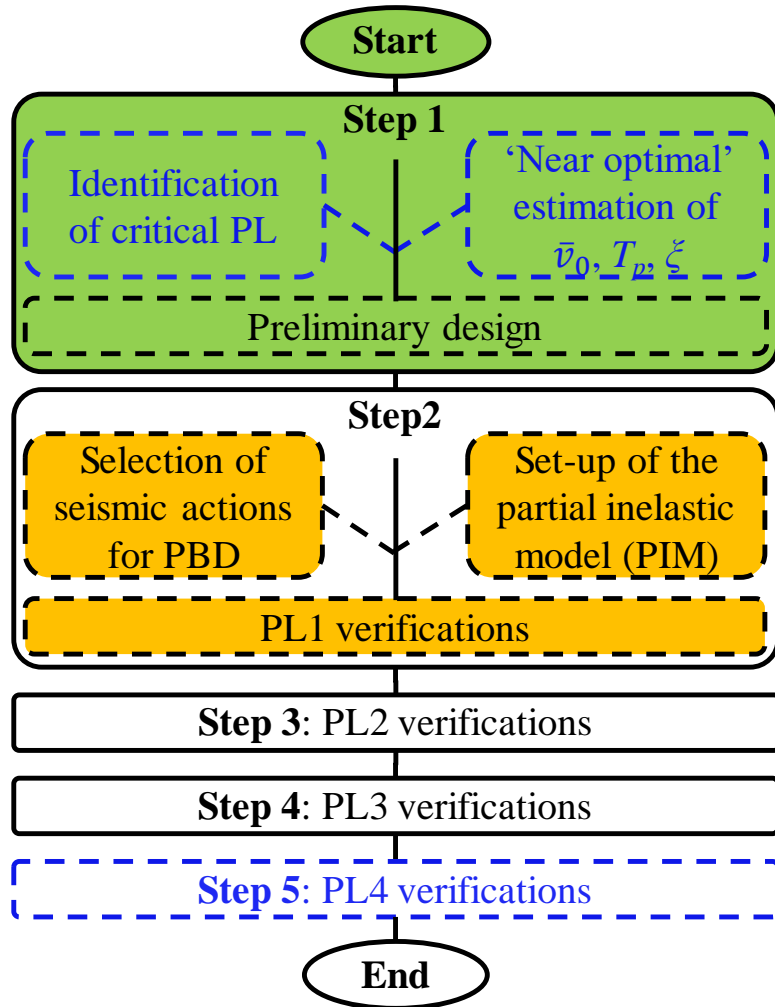 Start
Step 1
Identification
of critical PL
‘Near optimal’
estimation of
v̄₀, Tₚ, ξ
Preliminary design
Step2
Selection of
seismic actions
for PBD
Set-up of the
partial inelastic
model (PIM)
PL1 verifications
Step 3: PL2 verifications
Step 4: PL3 verifications
Step 5: PL4 verifications
End